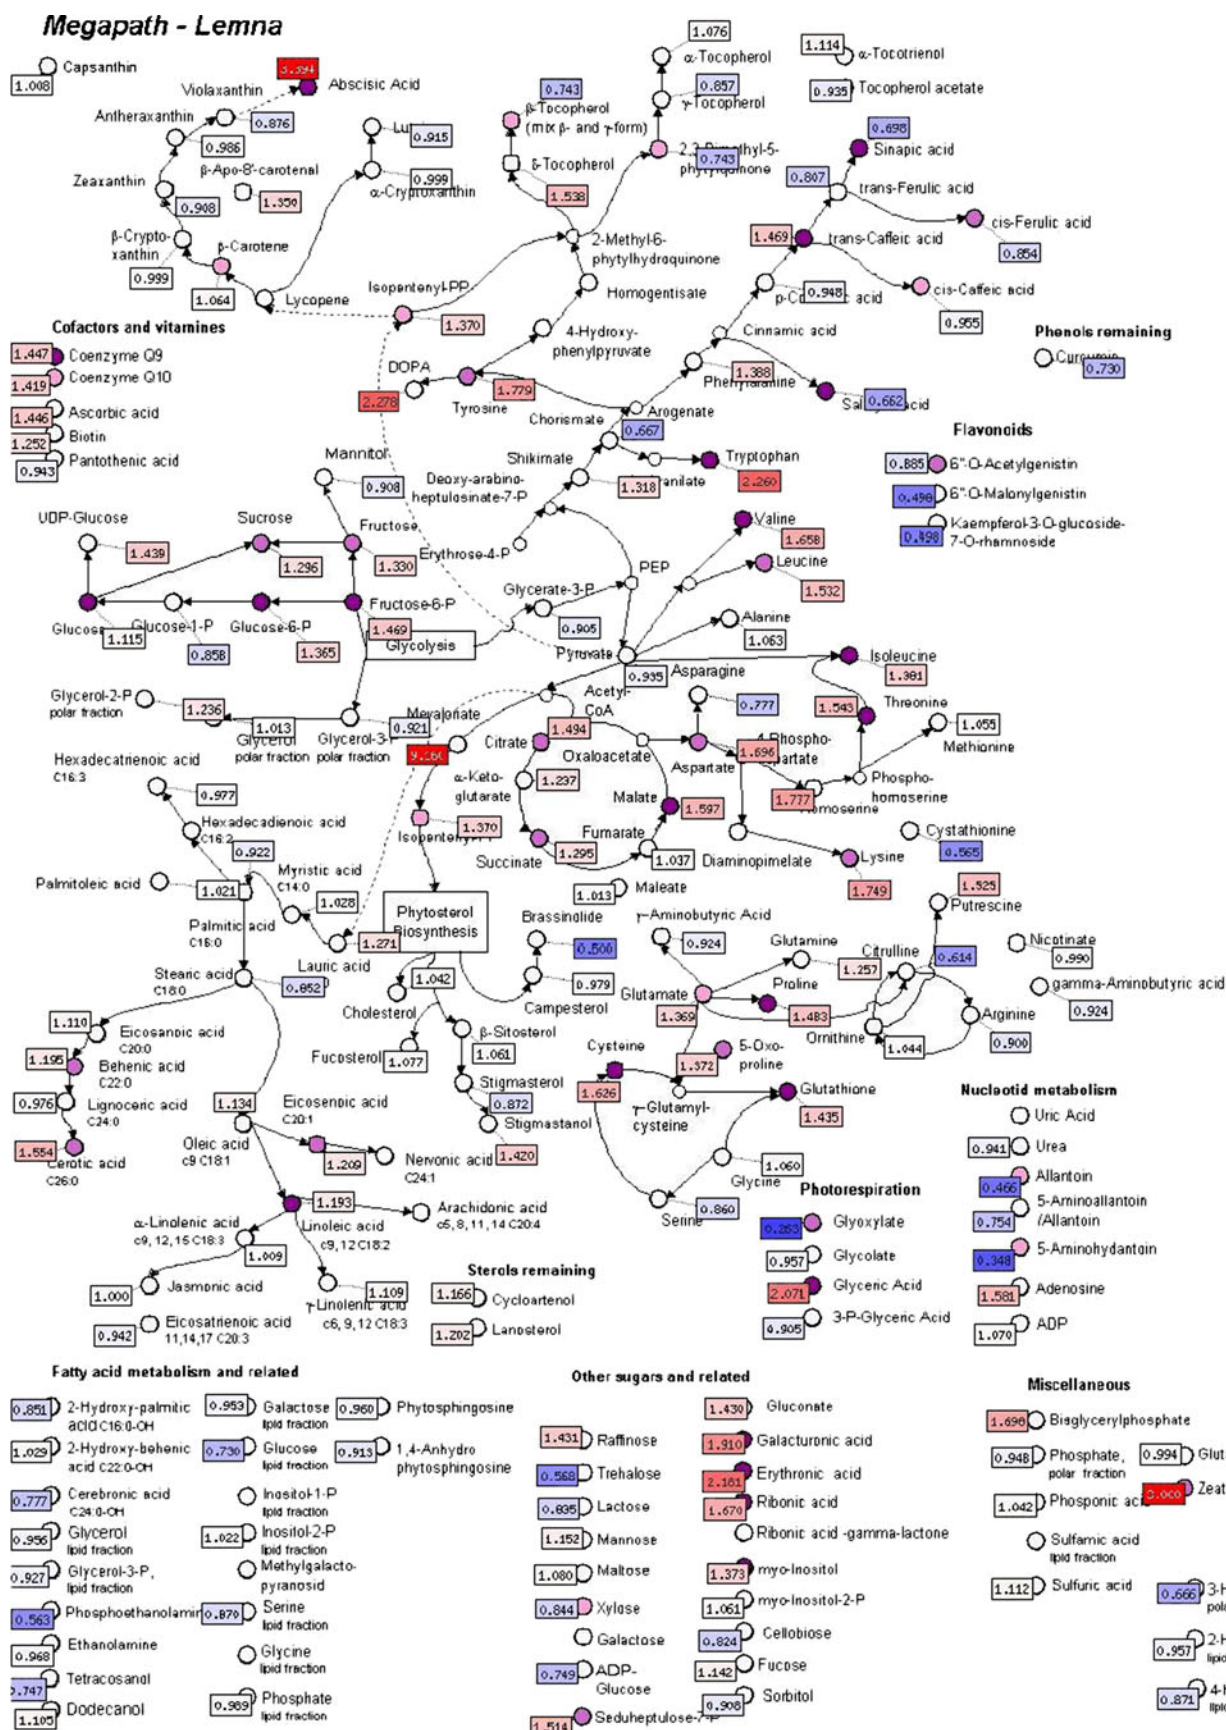 Megapath - Lemna
Capsanthin
1.008
Violaxanthin
Abscisic Acid
Antheraxanthin
0.876
0.986
0.915
β-Apo-8'-carotenal
1.350
Zeaxanthin
0.908
α-Cryptoxanthin
0.999
β-Crypto-
xanthin
0.999
β-Carotene
1.064
Lycopene
1.076
α-Tocopherol
0.857
γ-Tocopherol
1.114
α-Tocotrienol
0.935
Tocopherol acetate
0.743
β-Tocopherol
(mix β- and γ-form)
δ-Tocopherol
1.538
0.743
2-Methyl-6-
phytylhydroquinone
Homogentisate
Isopentenyl-PP
1.370
4-Hydroxy-
phenylpyruvate
DOPA
Tyrosine
1.779
2.278
0.698
Sinapic acid
0.807
trans-Ferulic acid
cis-Ferulic acid
0.854
1.469
trans-Caffeic acid
cis-Caffeic acid
0.955
0.948
Cinnamic acid
Phenylalanine
1.388
0.662
Arogenate
Chorismate
0.667
Phenols remaining
0.730
Cofactors and vitamines
1.447
Coenzyme Q9
1.419
Coenzyme Q10
1.446
Ascorbic acid
1.252
Biotin
0.943
Pantothenic acid
Flavonoids
0.885
6"-O-Acetylgenistin
0.498
6"-O-Malonylgenistin
0.498
Kaempferol-3-O-glucoside-
7-O-rhamnoside
Shikimate
1.318
Tryptophan
2.260
Deoxy-arabino-
heptulosinate-7-P
Erythrose-4-P
Mannitol
0.908
UDP-Glucose
1.439
Sucrose
1.296
Fructose
1.330
Glucose
1.115
Glucose-1-P
0.858
Glucose-6-P
1.365
Fructose-6-P
1.469
Glycolysis
Glycerate-3-P
0.905
PEP
Pyruvate
0.935
Valine
1.658
Leucine
1.532
Alanine
1.063
Isoleucine
1.381
Asparagine
0.777
Threonine
1.543
1.055
Methionine
Glycerol-2-P
polar fraction
1.236
1.013
Glycerol
polar fraction
0.921
Glycerol-3-P
polar fraction
Mevalonate
9.160
Acetyl-
CoA
1.494
Citrate
Oxaloacetate
Aspartate
1.696
1.777
Homoserine
Phospho-
homoserine
α-Keto-
glutarate
1.237
Malate
1.597
Fumarate
1.037
Succinate
1.295
1.013
Maleate
Diaminopimelate
Lysine
1.749
Cystathionine
0.565
1.370
Hexadecatrienoic acid
C16:3
0.977
Hexadecadienoic acid
C16:2
0.922
Palmitoleic acid
1.021
Myristic acid
C14:0
1.028
Palmitic acid
C16:0
Lauric acid
1.271
Phytosterol
Biosynthesis
Brassinolide
0.500
Campesterol
0.979
1.042
Cholesterol
Fucosterol
1.077
β-Sitosterol
1.061
Stigmasterol
0.872
Stigmastanol
1.420
γ-Aminobutyric Acid
0.924
Glutamine
1.257
Glutamate
1.369
Proline
1.483
Citrulline
0.614
1.525
Putrescine
Ornithine
1.044
Arginine
0.900
Nicotinate
0.990
gamma-Aminobutyric acid
0.924
Stearic acid
C18:0
0.852
1.110
Eicosanoic acid
C20:0
1.195
Behenic acid
C22:0
0.976
Lignoceric acid
C24:0
1.554
Cerotic acid
C26:0
1.134
Oleic acid
c9 C18:1
Eicosenoic acid
C20:1
1.209
Nervonic acid
C24:1
1.193
Linoleic acid
c9, 12 C18:2
Arachidonic acid
c5, 8, 11, 14 C20:4
α-Linolenic acid
c9, 12, 15 C18:3
1.009
1.000
Jasmonic acid
1.109
γ-Linolenic acid
c6, 9, 12 C18:3
0.942
Eicosatrienoic acid
11,14,17 C20:3
Cysteine
1.626
1.372
5-Oxo-
proline
γ-Glutamyl-
cysteine
Glutathione
1.435
Glycine
1.060
Serine
0.860
Sterols remaining
1.166
Cycloartenol
1.202
Lanosterol
Photorespiration
0.263
Glyoxylate
0.957
Glycolate
2.071
Glyceric Acid
0.905
3-P-Glyceric Acid
Nucleotid metabolism
Uric Acid
0.941
Urea
0.466
Allantoin
0.754
5-Aminoallantoin
/Allantoin
0.348
5-Aminohydantoin
1.581
Adenosine
1.070
ADP
Fatty acid metabolism and related
0.851
2-Hydroxy-palmitic
acid C16:0-OH
1.029
2-Hydroxy-behenic
acid C22:0-OH
0.777
Cerebronic acid
C24:0-OH
0.956
Glycerol
lipid fraction
0.927
Glycerol-3-P,
lipid fraction
0.563
0.968
Ethanolamine
0.747
Tetracosanol
1.105
Dodecanol
0.953
Galactose
lipid fraction
0.730
Glucose
lipid fraction
Inositol-1-P
lipid fraction
1.022
Inositol-2-P
lipid fraction
Methylgalacto-
pyranosid
0.870
Serine
lipid fraction
Glycine
lipid fraction
0.989
Phosphate
lipid fraction
0.960
Phytosphingosine
0.913
1,4-Anhydro
phytosphingosine
Other sugars and related
1.431
Raffinose
0.568
Trehalose
0.835
Lactose
1.152
Mannose
1.080
Maltose
0.844
Xylose
Galactose
0.749
ADP-
Glucose
1.514
Seduheptulose-7-P
1.430
Gluconate
1.910
Galacturonic acid
2.181
Erythronic acid
1.670
Ribonic acid
Ribonic acid -gamma-lactone
1.373
myo-Inositol
1.061
myo-Inositol-2-P
0.824
Cellobiose
1.142
Fucose
0.908
Sorbitol
Miscellaneous
1.698
Bisglycerylphosphate
0.948
Phosphate,
polar fraction
0.994
Glut
1.042
Phosponic acid
Zeat
Sulfamic acid
lipid fraction
1.112
Sulfuric acid
0.666
3-H
pola
0.957
2-H
lipid
0.871
4-H
lipid